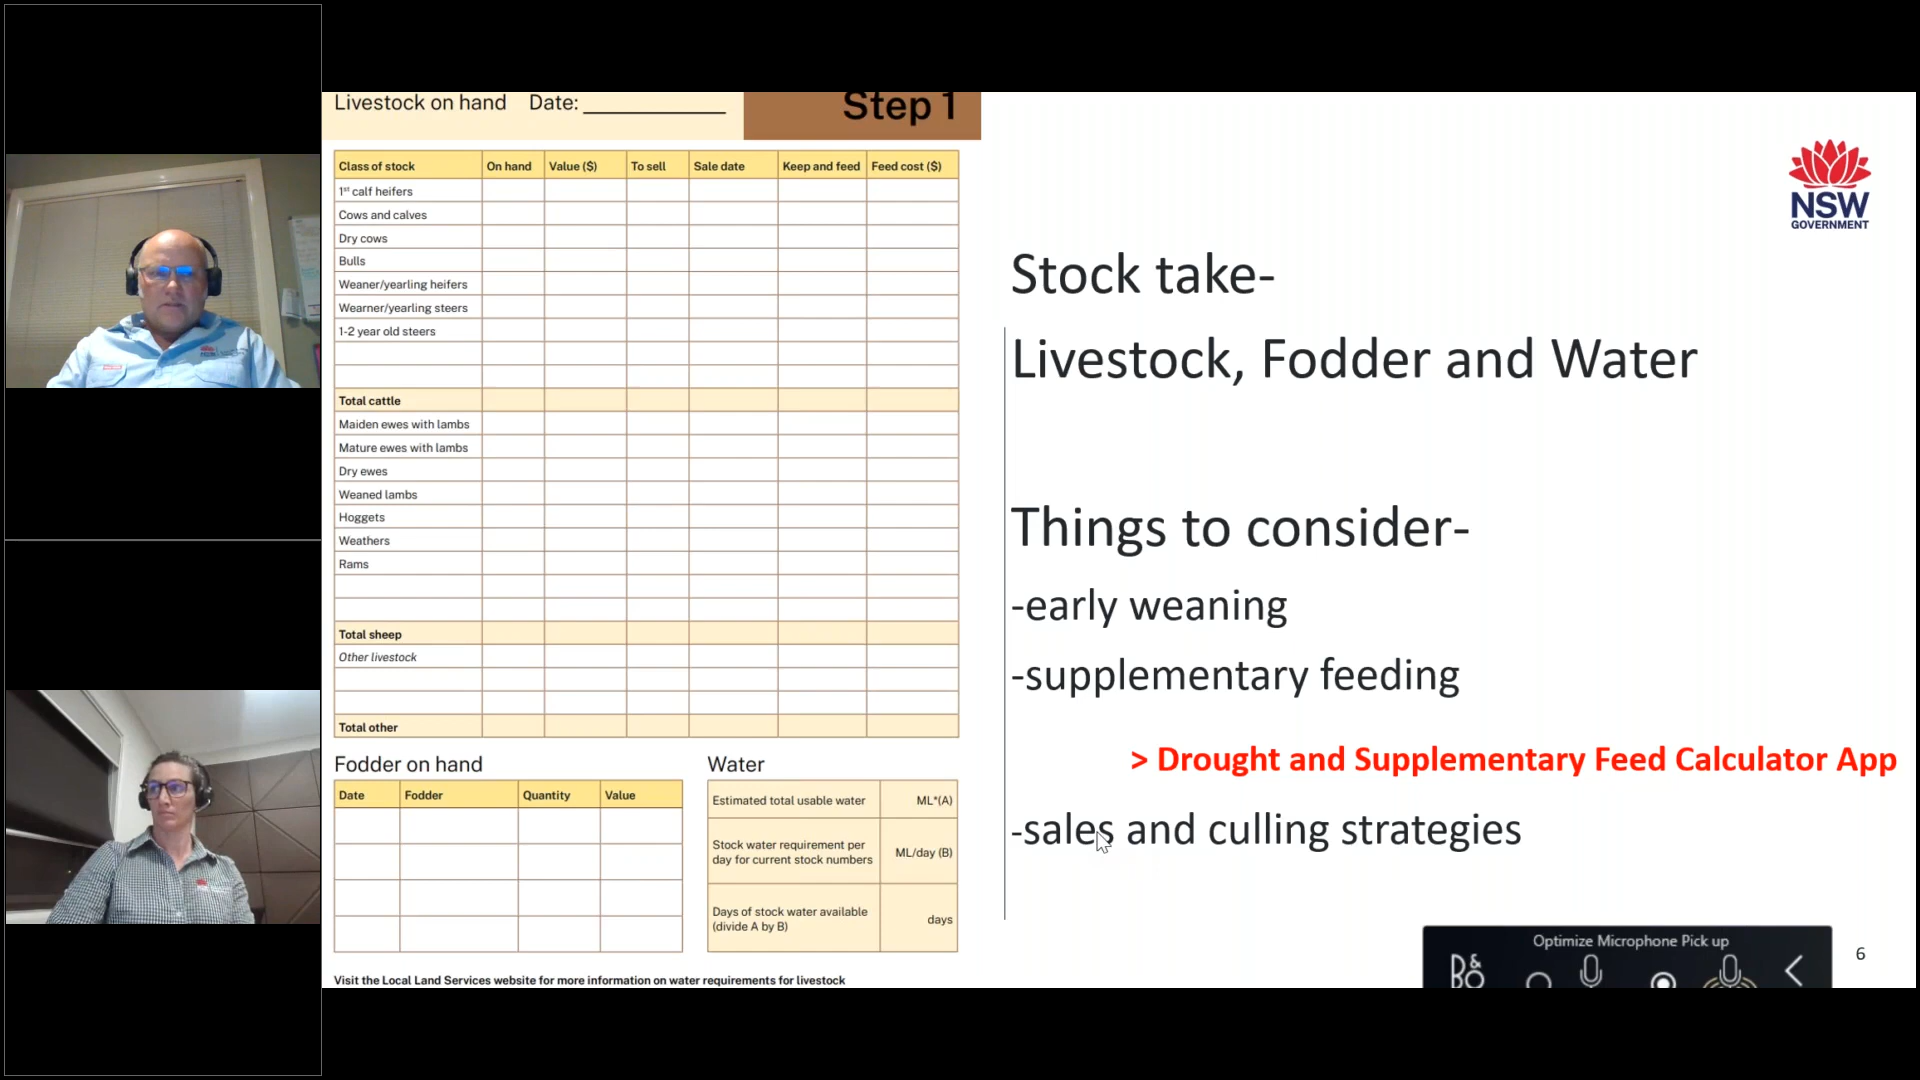 Livestock on hand Date:
Step 1
Class of stock On hand Value ($) To sell Sale date Keep and feed Feed cost ($)
1st calf heifers
Cows and calves
Dry cows
Bulls
Weaner/yearling heifers
Wearner/yearling steers
1-2 year old steers
Total cattle
Maiden ewes with lambs
Mature ewes with lambs
Dry ewes
Weaned lambs
Hoggets
Weathers
Rams
Total sheep
Other livestock
Total other
Fodder on hand
Date Fodder Quantity Value
Water
Estimated total usable water ML*(A)
Stock water requirement per
day for current stock numbers ML/day (B)
Days of stock water available
(divide A by B) days
Visit the Local Land Services website for more information on water requirements for livestock
NSW
GOVERNMENT
Stock take-
Livestock, Fodder and Water
Things to consider-
-early weaning
-supplementary feeding
> Drought and Supplementary Feed Calculator App
-sales and culling strategies
Optimize Microphone Pick up
B&O
6